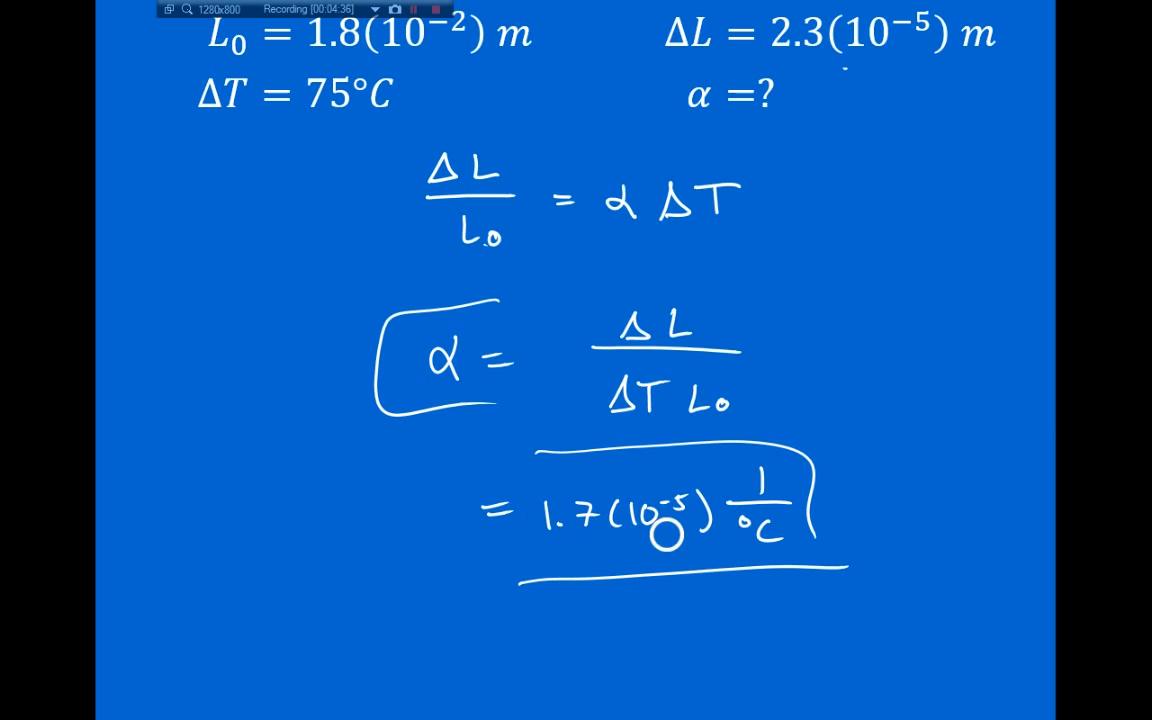 1280x800 Recording [00:04:36]
L₀ = 1.8(10⁻²) m ΔL = 2.3(10⁻⁵) m
ΔT = 75°C α =?
ΔL / L₀ = α ΔT
α = ΔL / ΔT L₀
= 1.7(10⁻⁵) 1/°C